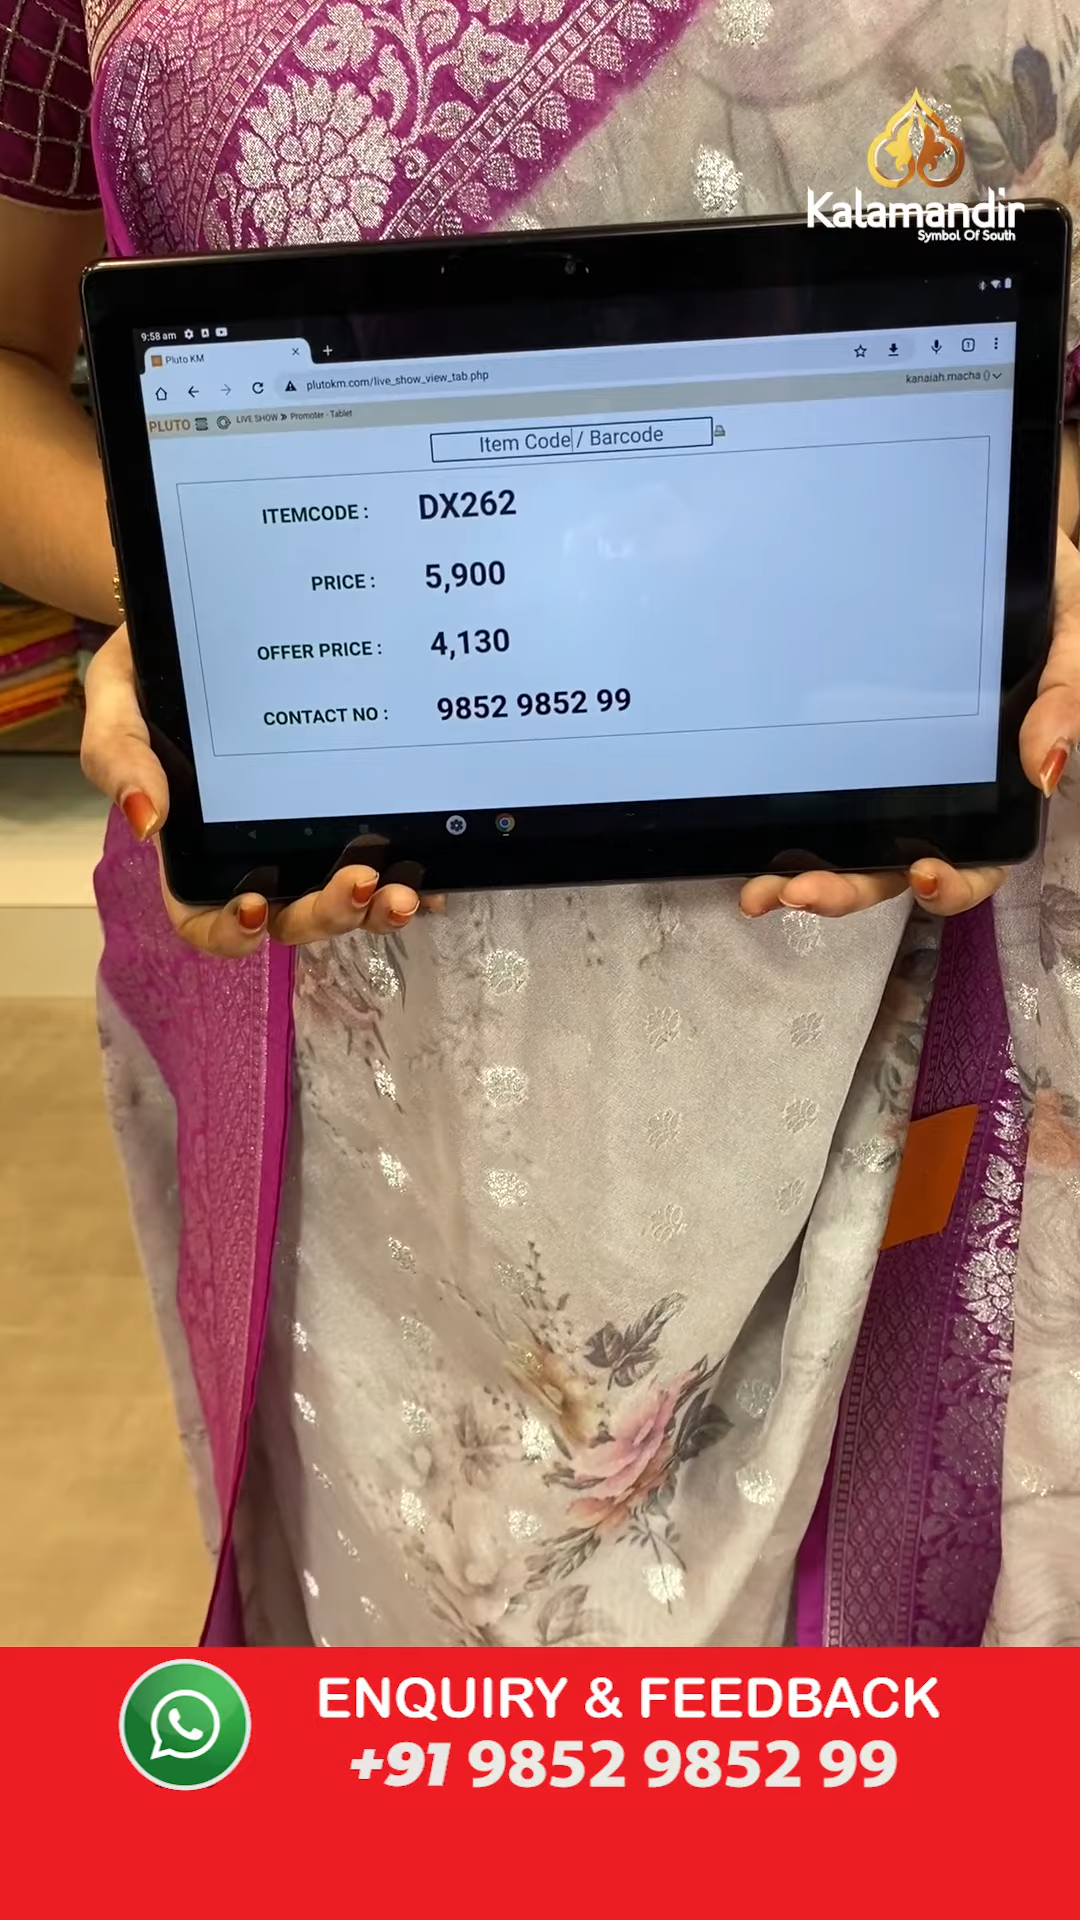 Kalamandir
Symbol Of South
9:58 am
Pluto KM
plutokm.com/live_show_view_tab.php
kanaiah.macha ()
PLUTO LIVE SHOW » Promoter - Tablet
Item Code / Barcode
ITEMCODE : DX262
PRICE : 5,900
OFFER PRICE : 4,130
CONTACT NO : 9852 9852 99
ENQUIRY & FEEDBACK
+91 9852 9852 99